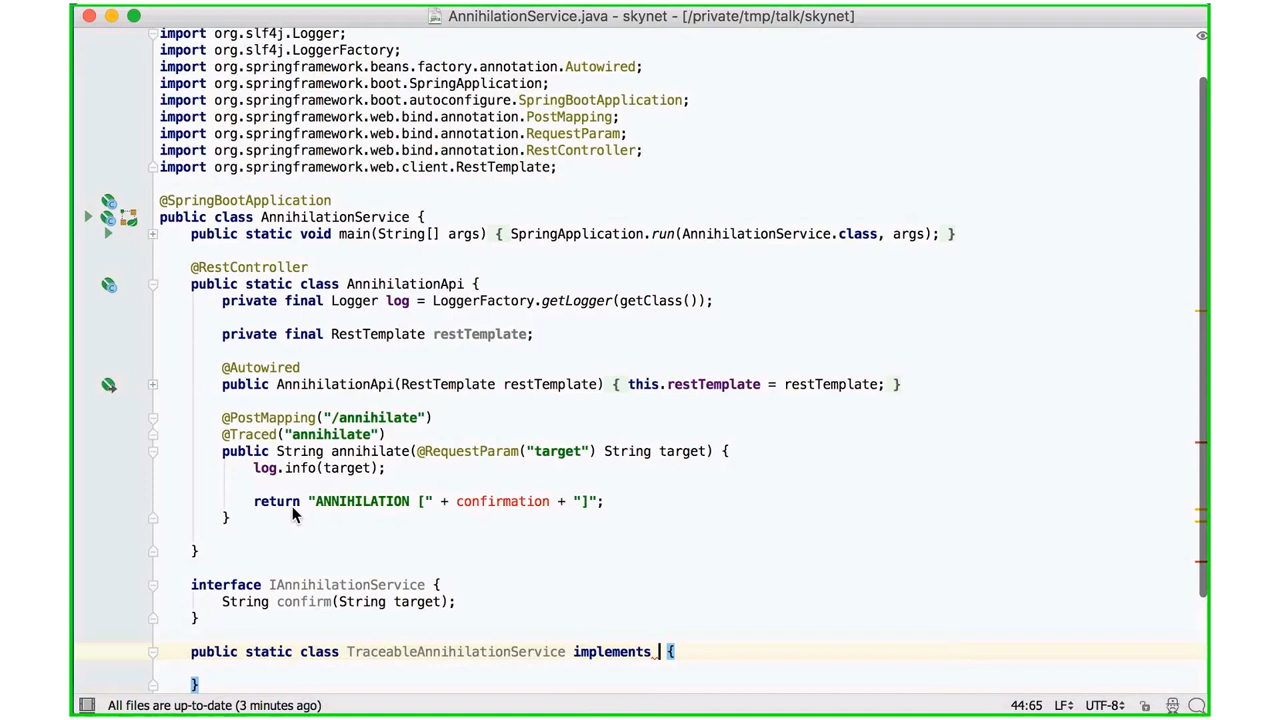 AnnihilationService.java - skynet - [/private/tmp/talk/skynet]
import org.slf4j.Logger;
import org.slf4j.LoggerFactory;
import org.springframework.beans.factory.annotation.Autowired;
import org.springframework.boot.SpringApplication;
import org.springframework.boot.autoconfigure.SpringBootApplication;
import org.springframework.web.bind.annotation.PostMapping;
import org.springframework.web.bind.annotation.RequestParam;
import org.springframework.web.bind.annotation.RestController;
import org.springframework.web.client.RestTemplate;
@SpringBootApplication
public class AnnihilationService {
public static void main(String[] args) { SpringApplication.run(AnnihilationService.class, args); }
@RestController
public static class AnnihilationApi {
private final Logger log = LoggerFactory.getLogger(getClass());
private final RestTemplate restTemplate;
@Autowired
public AnnihilationApi(RestTemplate restTemplate) { this.restTemplate = restTemplate; }
@PostMapping("/annihilate")
@Traced("annihilate")
public String annihilate(@RequestParam("target") String target) {
log.info(target);
return "ANNIHILATION [" + confirmation + "]";
}
}
interface IAnnihilationService {
String confirm(String target);
}
public static class TraceableAnnihilationService implements {
}
All files are up-to-date (3 minutes ago) 44:65 LF UTF-8